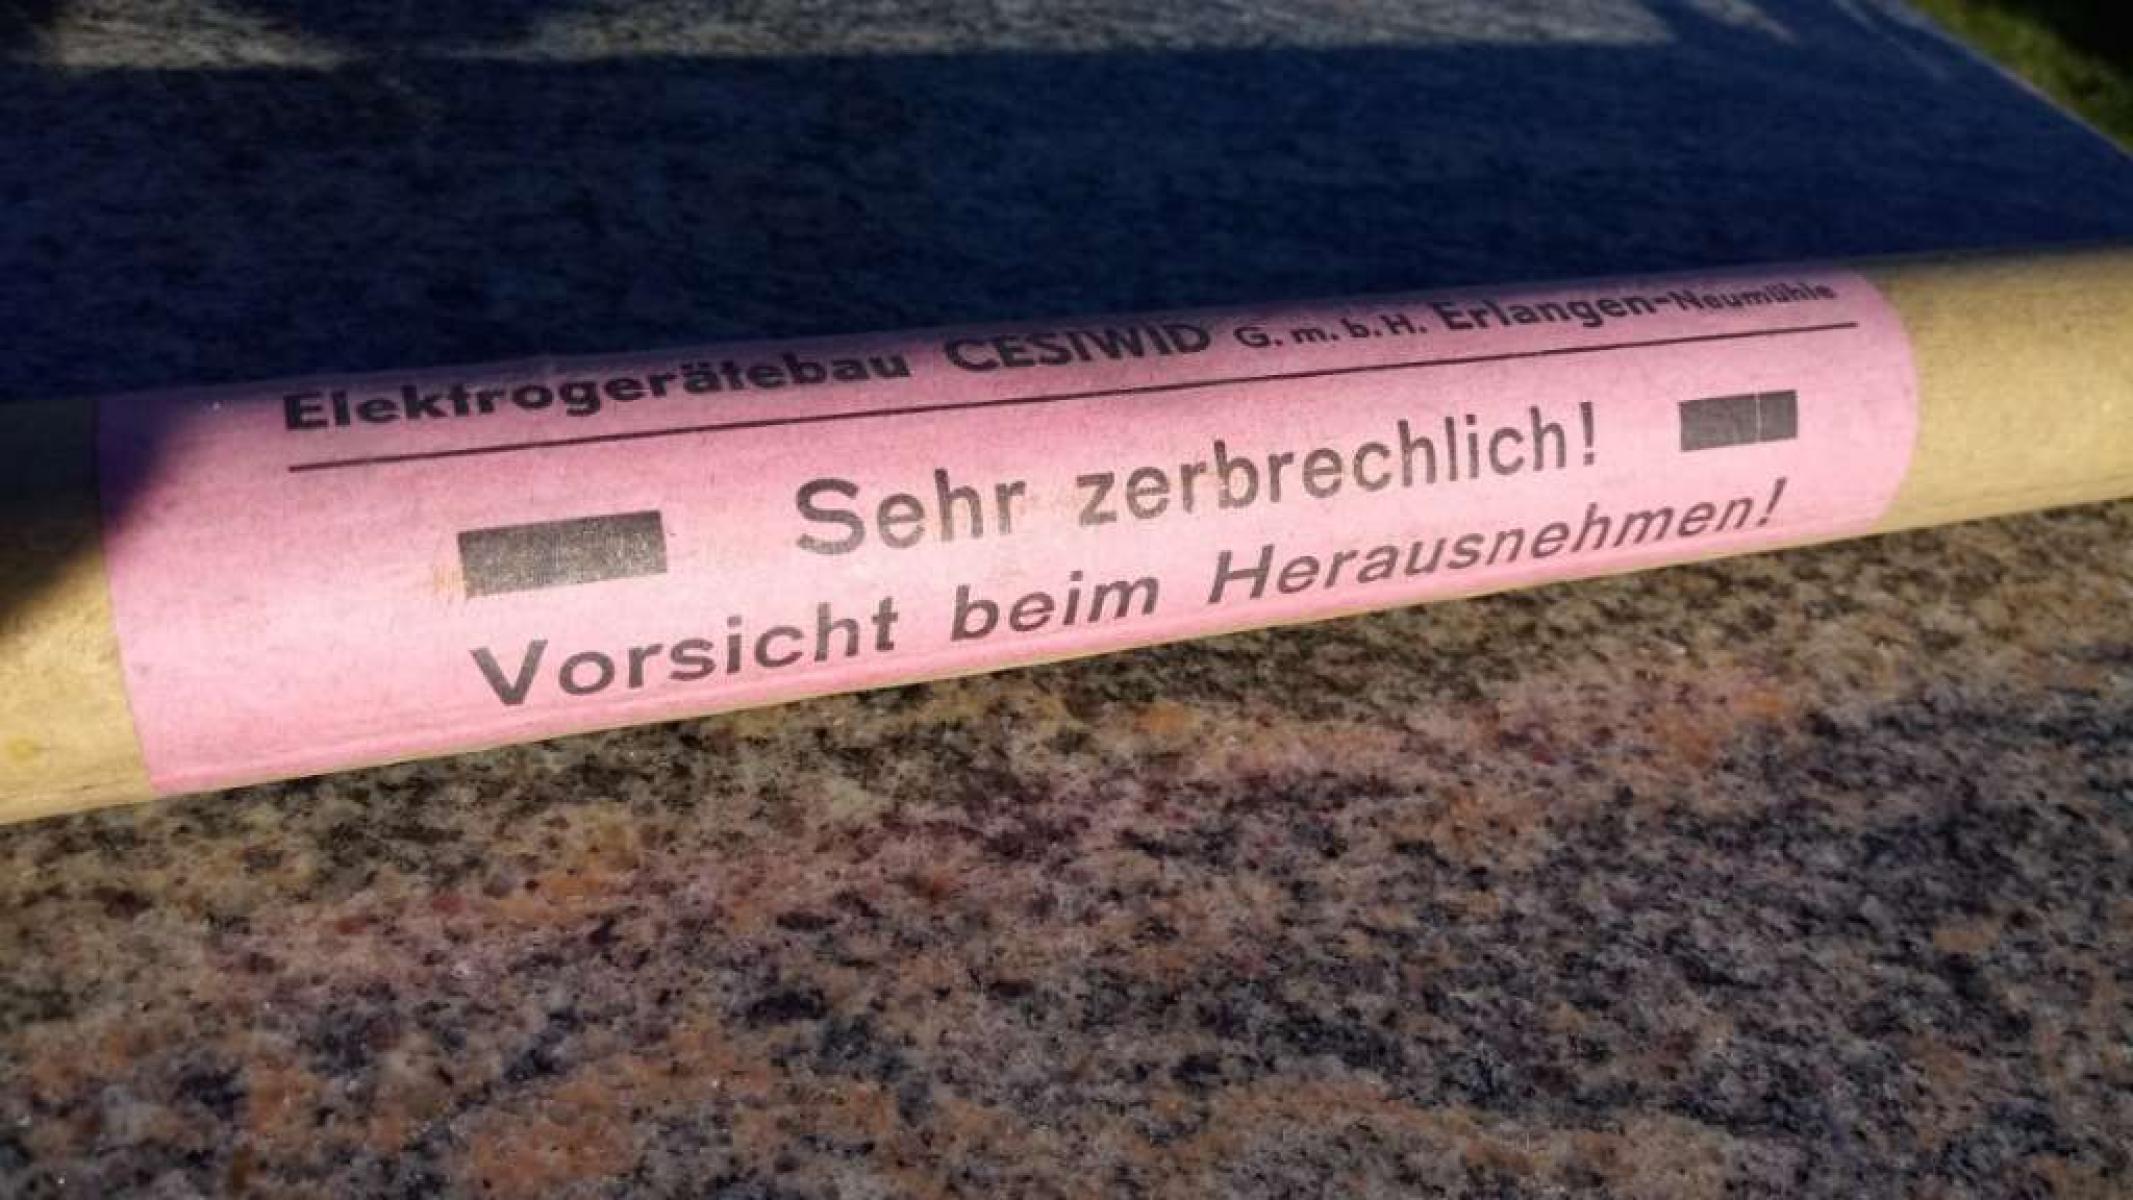 Elektrogerätebau CESIWID G.m.b.H. Erlangen-Neumühle
Sehr zerbrechlich!
Vorsicht beim Herausnehmen!